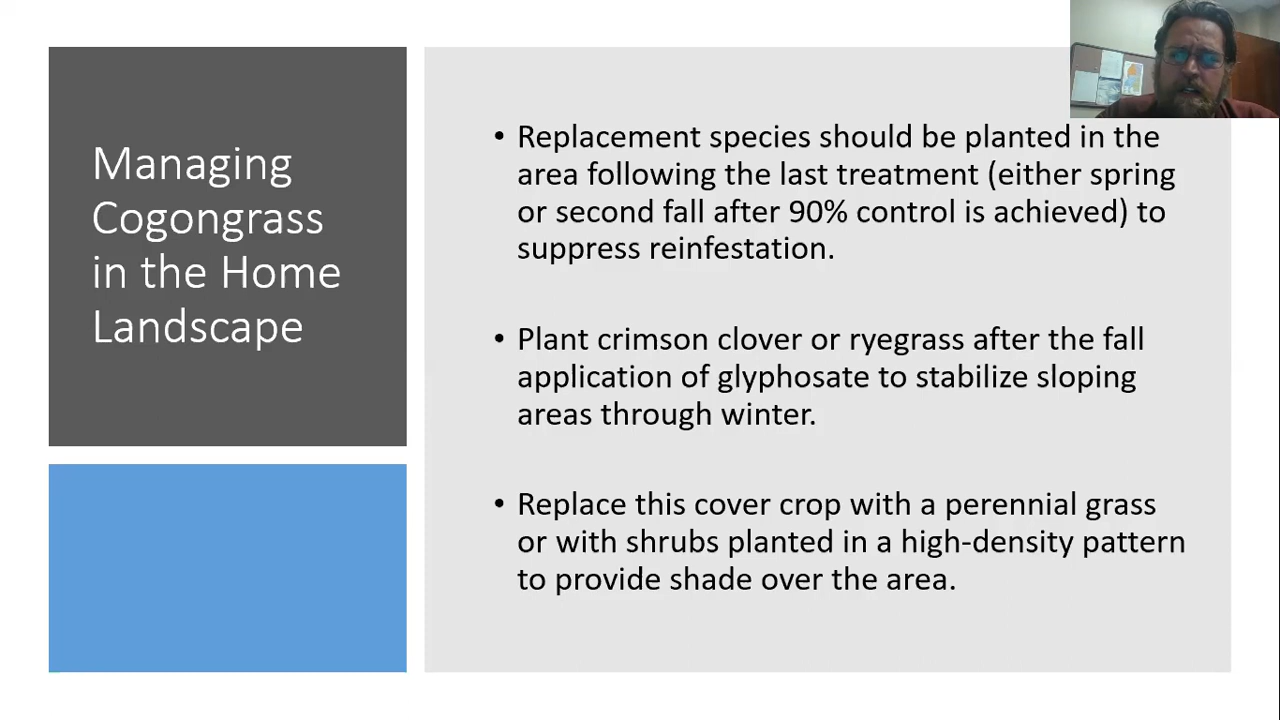 Managing
Cogongrass
in the Home
Landscape
• Replacement species should be planted in the
area following the last treatment (either spring
or second fall after 90% control is achieved) to
suppress reinfestation.
• Plant crimson clover or ryegrass after the fall
application of glyphosate to stabilize sloping
areas through winter.
• Replace this cover crop with a perennial grass
or with shrubs planted in a high-density pattern
to provide shade over the area.